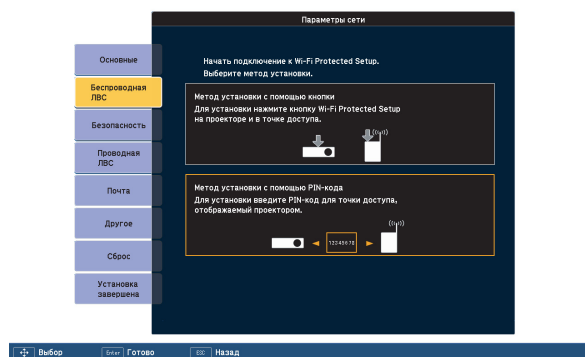 Параметры сети
Основные
Беспроводная
ЛВС
Безопасность
Проводная
ЛВС
Почта
Другое
Сброс
Установка
завершена
Начать подключение к Wi-Fi Protected Setup.
Выберите метод установки.
Метод установки с помощью кнопки
Для установки нажмите кнопку Wi-Fi Protected Setup
на проекторе и в точке доступа.
Метод установки с помощью PIN-кода
Для установки введите PIN-код для точки доступа,
отображаемый проектором.
12345678
Выбор
Enter Готово
ESC Назад